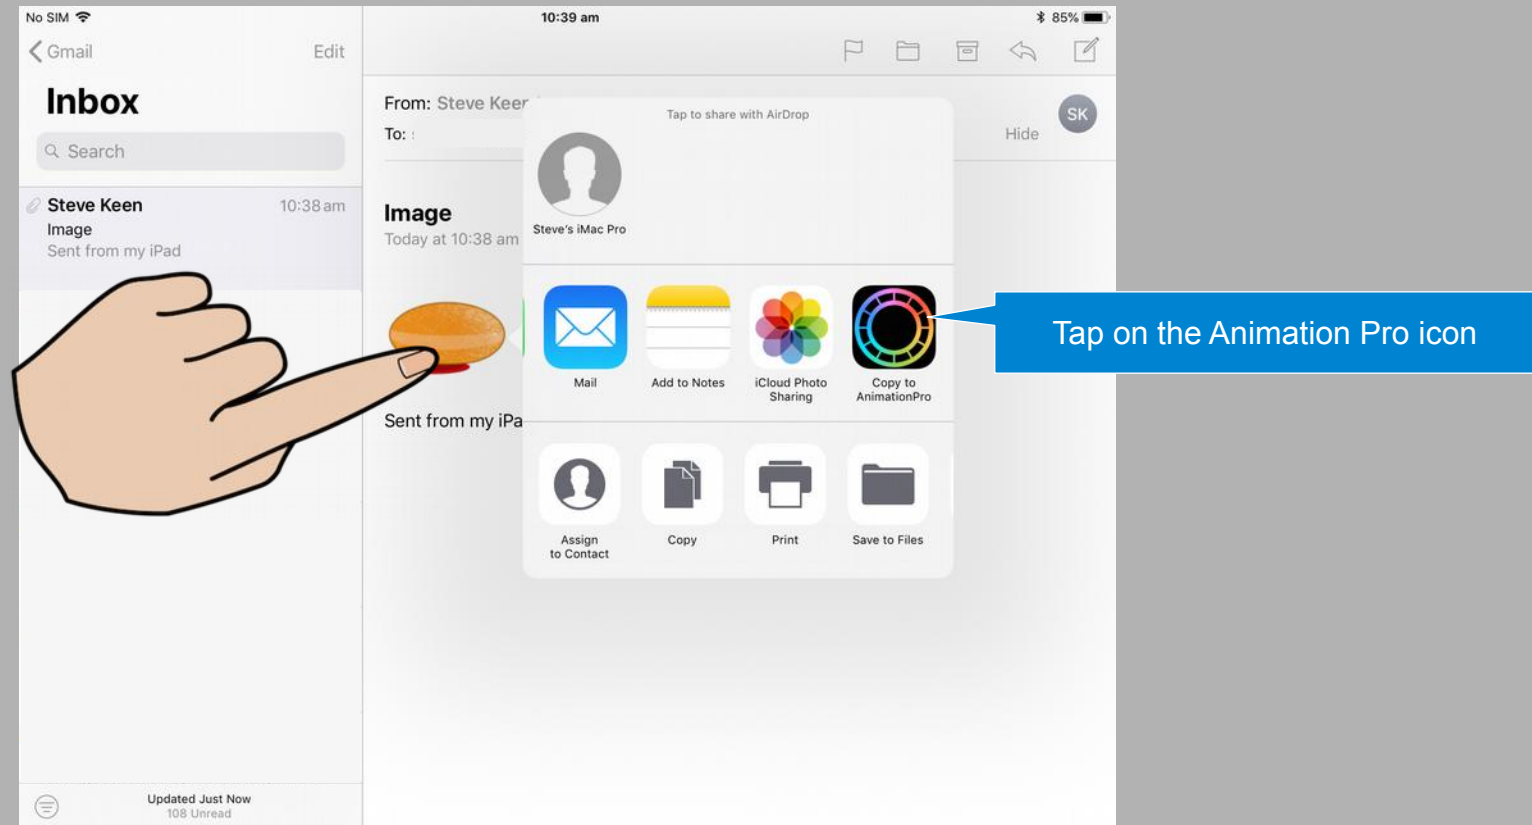 No SIM
10:39 am
85%
Gmail
Edit
Inbox
Search
Steve Keen
10:38 am
Image
Sent from my iPad
Updated Just Now
108 Unread
From: Steve Keen
To:
Hide
SK
Image
Today at 10:38 am
Sent from my iPa
Tap to share with AirDrop
Steve's iMac Pro
Mail
Add to Notes
iCloud Photo
Sharing
Copy to
AnimationPro
Assign
to Contact
Copy
Print
Save to Files
Tap on the Animation Pro icon